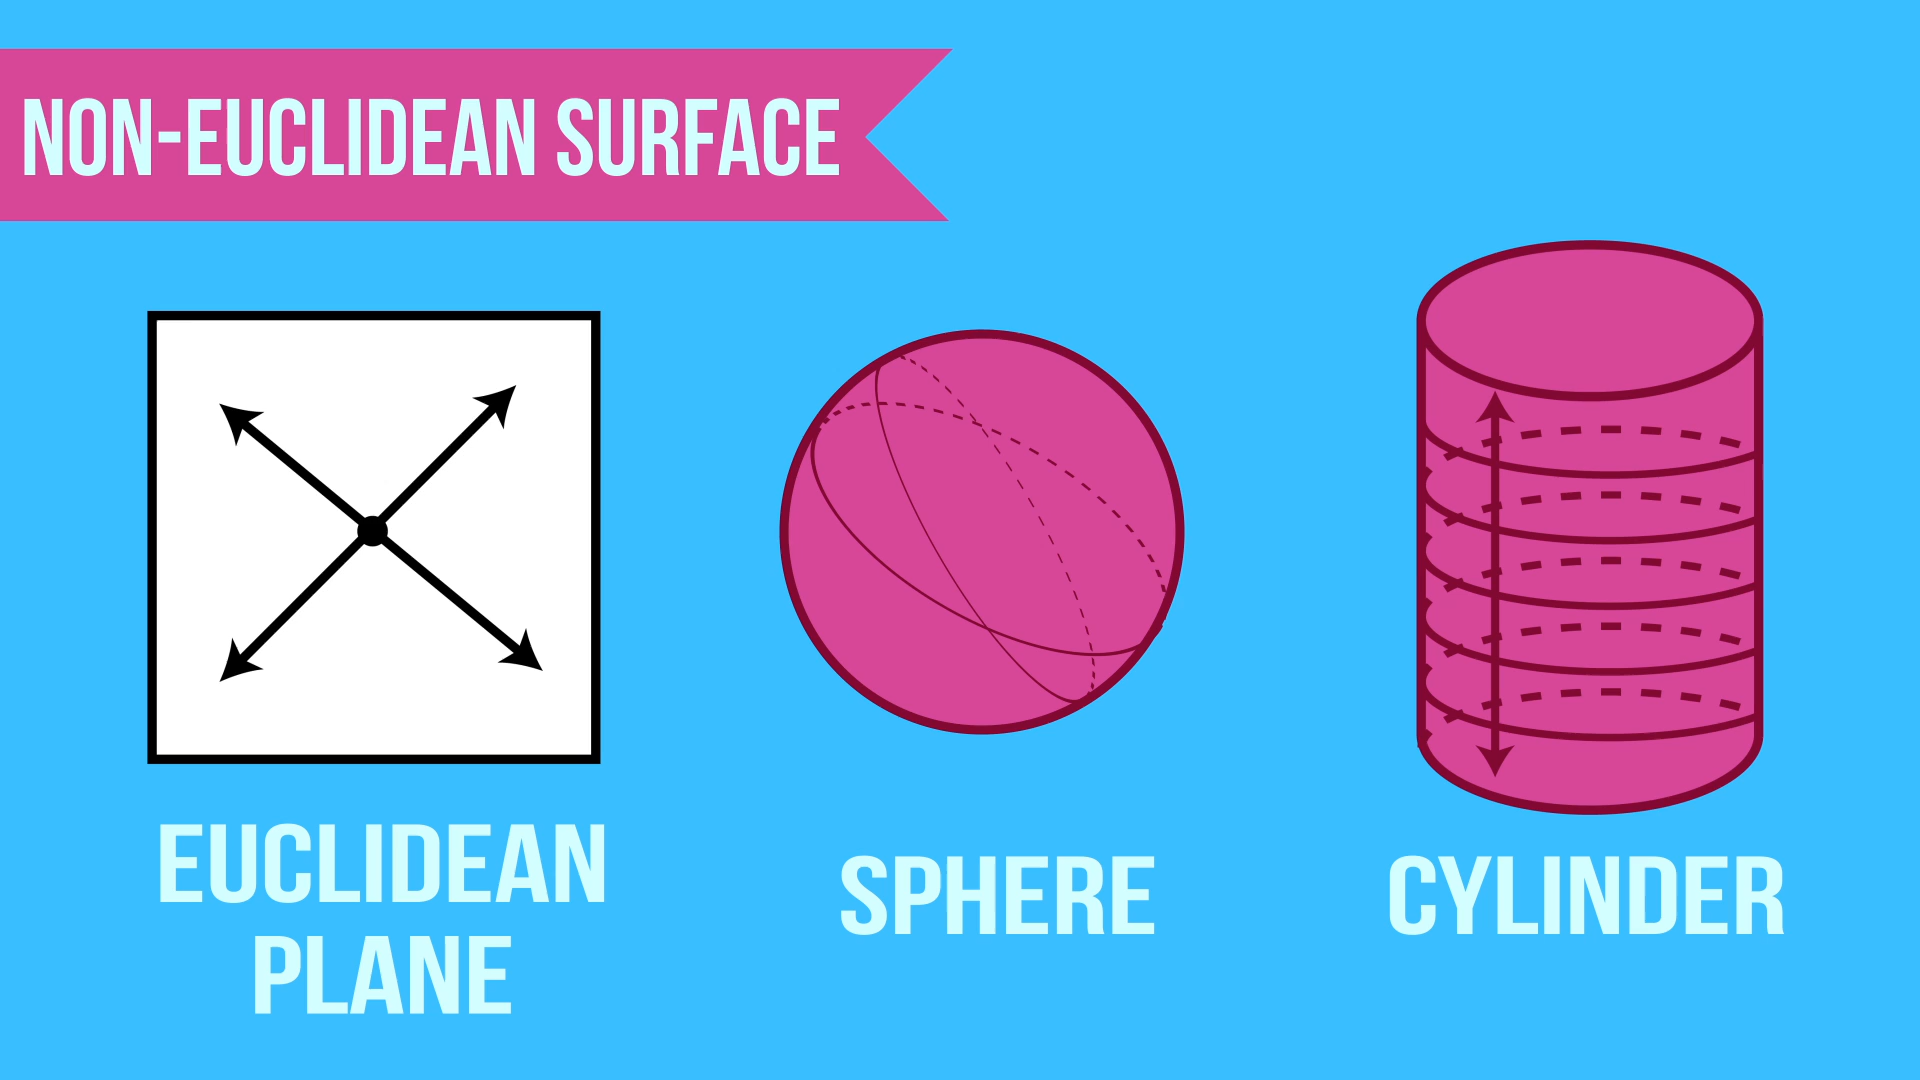 NON-EUCLIDEAN SURFACE
EUCLIDEAN
PLANE
SPHERE
CYLINDER